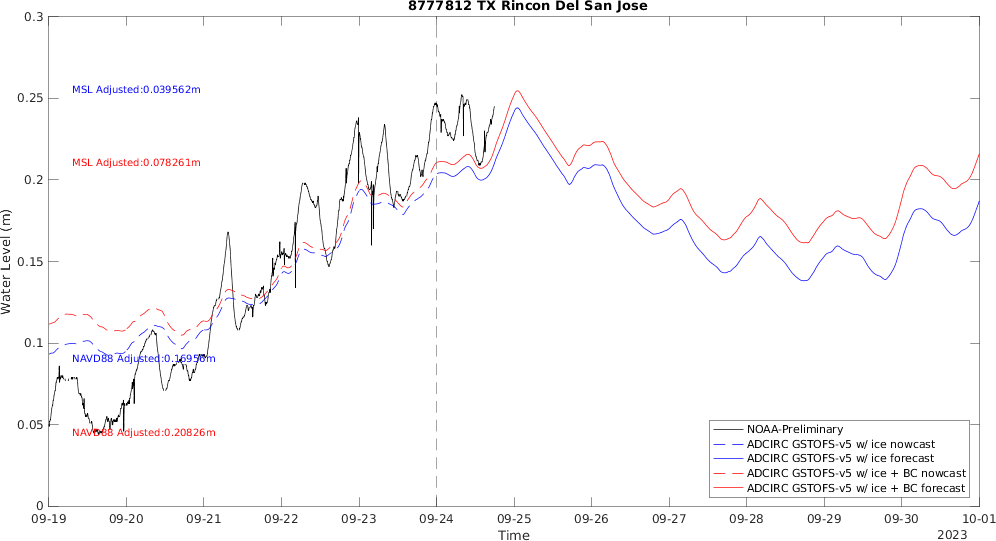 8777812 TX Rincon Del San Jose
0.3
0.25
0.2
0.15
0.1
0.05
0
Water Level (m)
MSL Adjusted:0.039562m
MSL Adjusted:0.078261m
NAVD88 Adjusted:0.16956m
NAVD88 Adjusted:0.20826m
NOAA-Preliminary
ADCIRC GSTOFS-v5 w/ ice nowcast
ADCIRC GSTOFS-v5 w/ ice forecast
ADCIRC GSTOFS-v5 w/ ice + BC nowcast
ADCIRC GSTOFS-v5 w/ ice + BC forecast
09-19 09-20 09-21 09-22 09-23 09-24 09-25 09-26 09-27 09-28 09-29 09-30 10-01
Time
2023